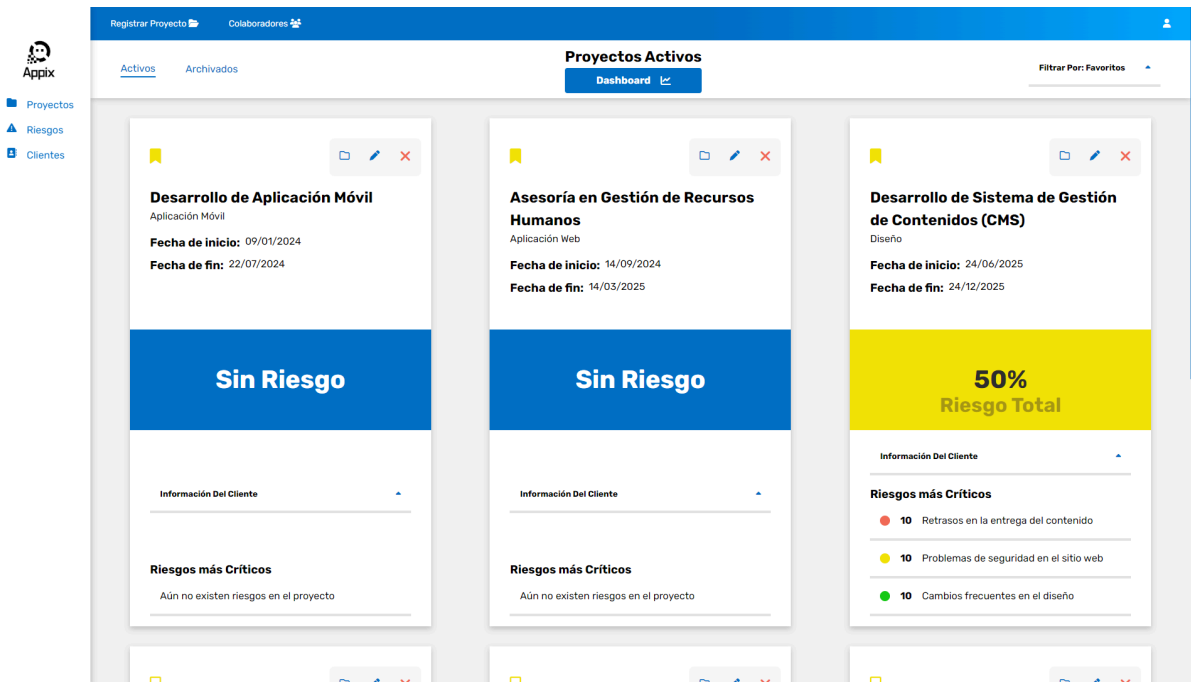 Registrar Proyecto
Colaboradores
Appix
Proyectos
Riesgos
Clientes
Activos
Archivados
Proyectos Activos
Dashboard
Filtrar Por: Favoritos
Desarrollo de Aplicación Móvil
Aplicación Móvil
Fecha de inicio: 09/01/2024
Fecha de fin: 22/07/2024
Sin Riesgo
Información Del Cliente
Riesgos más Críticos
Aún no existen riesgos en el proyecto
Asesoría en Gestión de Recursos
Humanos
Aplicación Web
Fecha de inicio: 14/09/2024
Fecha de fin: 14/03/2025
Sin Riesgo
Información Del Cliente
Riesgos más Críticos
Aún no existen riesgos en el proyecto
Desarrollo de Sistema de Gestión
de Contenidos (CMS)
Diseño
Fecha de inicio: 24/06/2025
Fecha de fin: 24/12/2025
50%
Riesgo Total
Información Del Cliente
Riesgos más Críticos
10 Retrasos en la entrega del contenido
10 Problemas de seguridad en el sitio web
10 Cambios frecuentes en el diseño